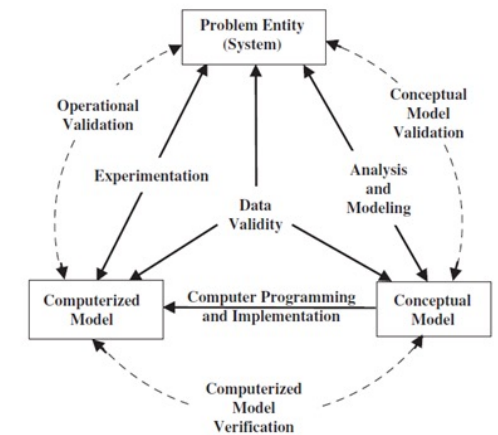 Problem Entity
(System)
Operational
Validation
Conceptual
Model
Validation
Experimentation
Analysis
and
Modeling
Data
Validity
Computerized
Model
Computer Programming
and Implementation
Conceptual
Model
Computerized
Model
Verification